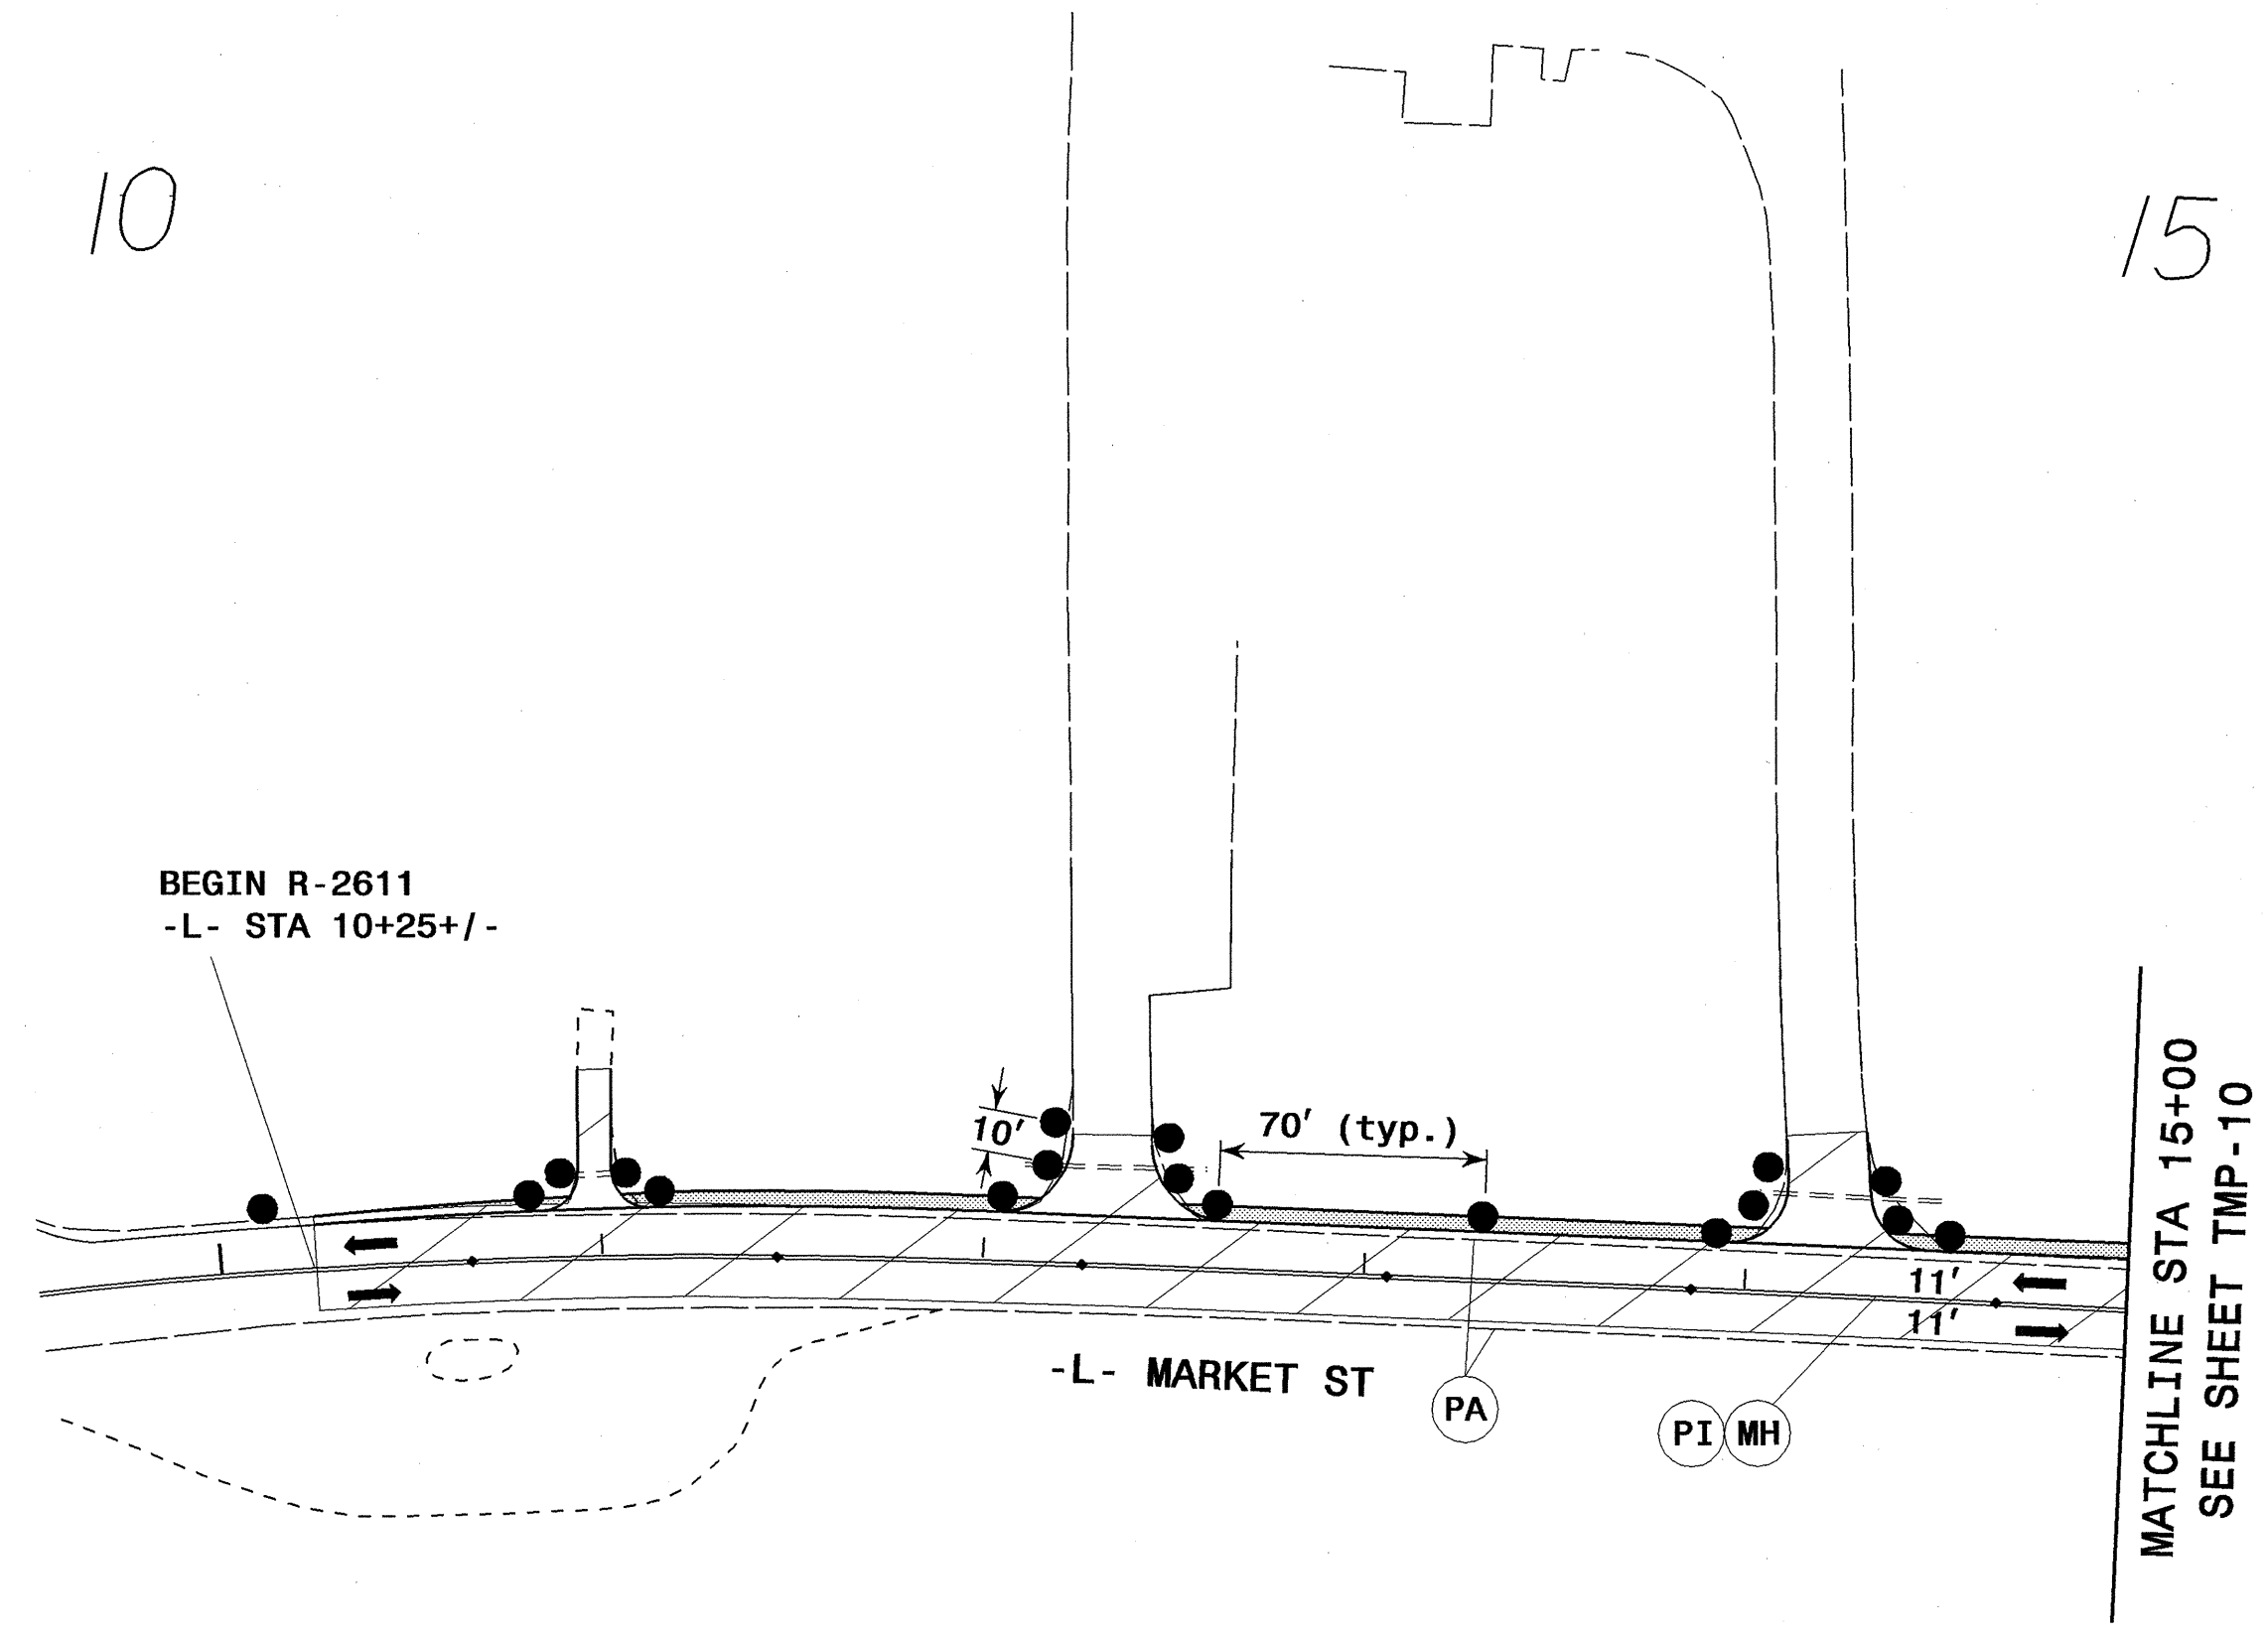 10
15
BEGIN R-2611
-L- STA 10+25+/-
10'
70' (typ.)
11'
11'
-L- MARKET ST
PA
PI
MH
MATCHLINE STA 15+00
SEE SHEET TMP-10